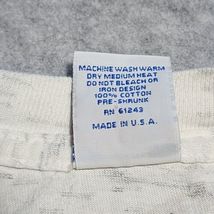 MACHINE WASH WARM
DRY MEDIUM HEAT
DO NOT BLEACH OR
IRON DESIGN
100% COTTON
PRE-SHRUNK
RN 61243
MADE IN U.S.A.